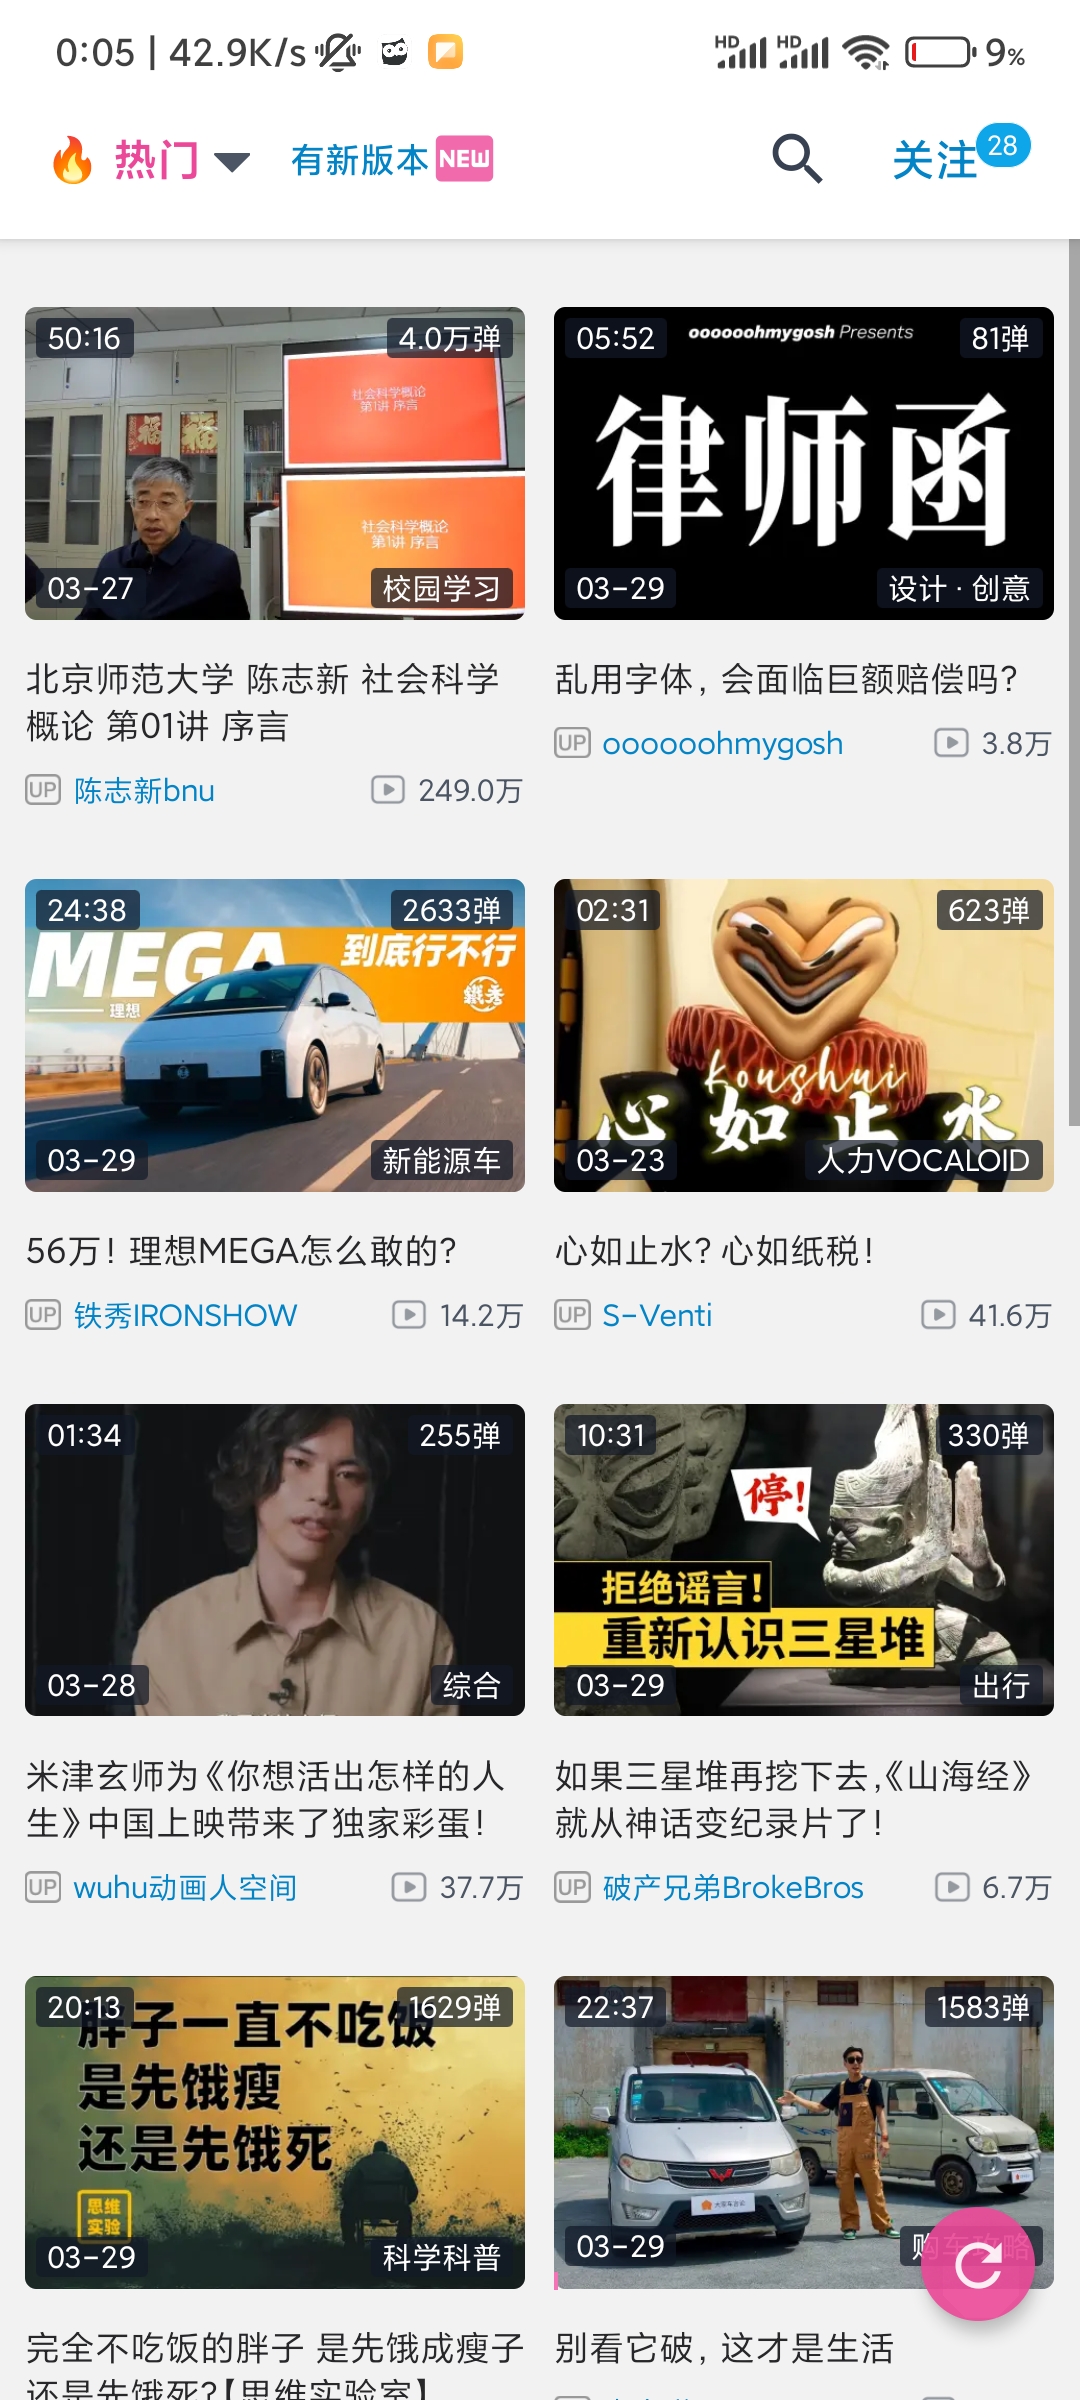 0:05 | 42.9K/s
HD HD 9%
热门 有新版本 NEW
关注 28
50:16 4.0万弹
社会科学概论
第1讲 序言
社会科学概论
第1讲 序言
03-27 校园学习
北京师范大学 陈志新 社会科学
概论 第01讲 序言
UP 陈志新bnu 249.0万
05:52 oooooohmygosh Presents 81弹
律师函
03-29 设计 · 创意
乱用字体，会面临巨额赔偿吗？
UP oooooohmygosh 3.8万
24:38 2633弹
MEGA 到底行不行
理想 铁秀
03-29 新能源车
56万！理想MEGA怎么敢的？
UP 铁秀IRONSHOW 14.2万
02:31 623弹
koushui
心如止水
03-23 人力VOCALOID
心如止水？心如纸税！
UP S-Venti 41.6万
01:34 255弹
03-28 综合
米津玄师为《你想活出怎样的人
生》中国上映带来了独家彩蛋！
UP wuhu动画人空间 37.7万
10:31 330弹
停！
拒绝谣言！
重新认识三星堆
03-29 出行
如果三星堆再挖下去，《山海经》
就从神话变纪录片了！
UP 破产兄弟BrokeBros 6.7万
20:13 1629弹
胖子一直不吃饭
是先饿瘦
还是先饿死
思维
实验
03-29 科学科普
完全不吃饭的胖子 是先饿成瘦子
还是先饿死？【思维实验室】
22:37 1583弹
03-29 购车攻略
别看它破，这才是生活